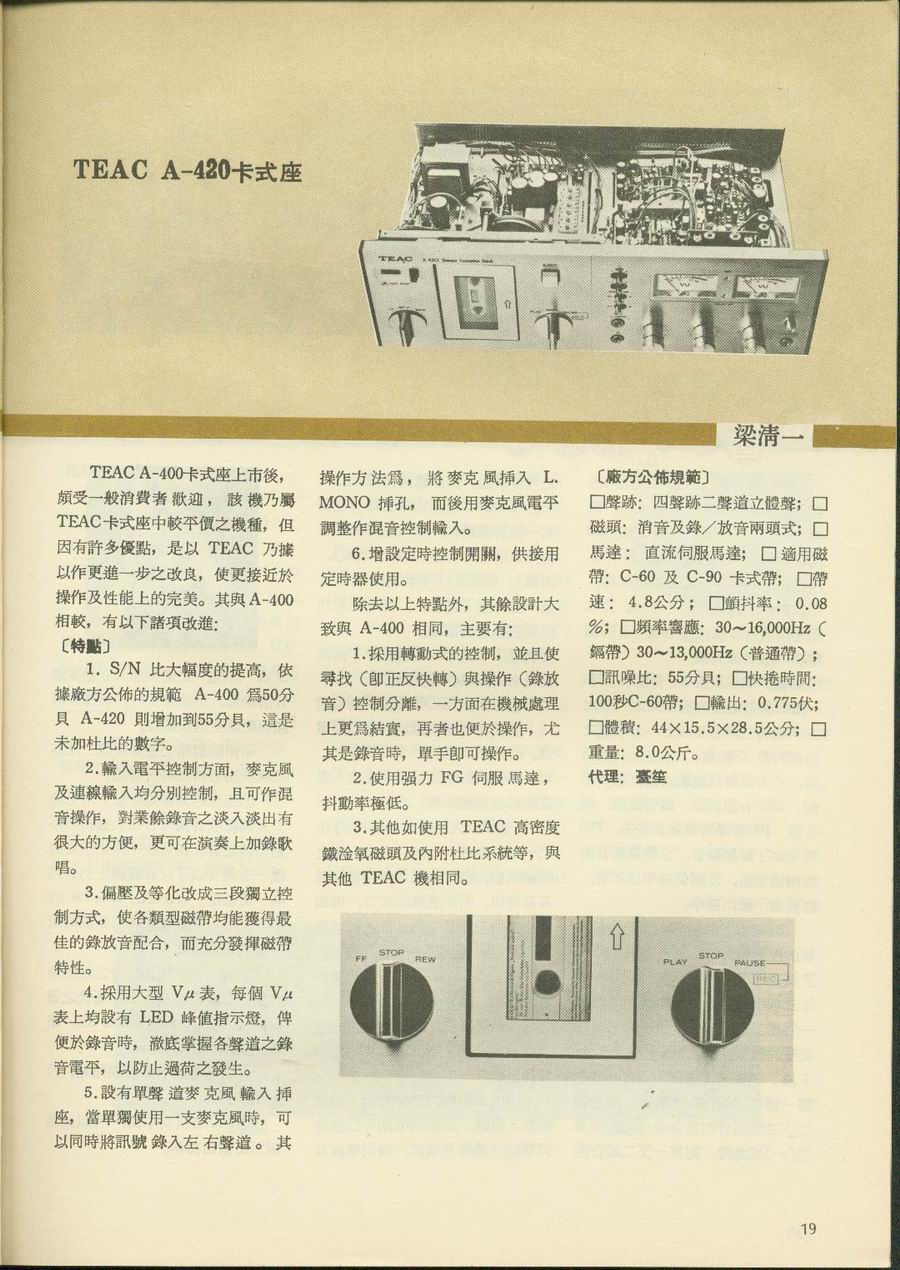 TEAC A-420卡式座
TEAC A-420 Stereo Cassette Deck
VU
VU
梁淸一
TEAC A-400卡式座上市後，
頗受一般消費者歡迎，該機乃屬
TEAC卡式座中較平價之機種，但
因有許多優點，是以 TEAC 乃據
以作更進一步之改良，使更接近於
操作及性能上的完美。其與A-400
相較，有以下諸項改進：
〔特點〕
1. S/N 比大幅度的提高，依
據廠方公佈的規範 A-400 爲50分
貝 A-420 則增加到55分貝，這是
未加杜比的數字。
2.輸入電平控制方面，麥克風
及連線輸入均分別控制，且可作混
音操作，對業餘錄音之淡入淡出有
很大的方便，更可在演奏上加錄歌
唱。
3.偏壓及等化改成三段獨立控
制方式，使各類型磁帶均能獲得最
佳的錄放音配合，而充分發揮磁帶
特性。
4.採用大型 Vμ表，每個 Vμ
表上均設有 LED 峰值指示燈，俾
便於錄音時，澈底掌握各聲道之錄
音電平，以防止過荷之發生。
5.設有單聲道麥克風輸入揷
座，當單獨使用一支麥克風時，可
以同時將訊號錄入左右聲道。其
操作方法爲，將麥克風揷入 L.
MONO 揷孔，而後用麥克風電平
調整作混音控制輸入。
6.增設定時控制開關，供接用
定時器使用。
除去以上特點外，其餘設計大
致與 A-400 相同，主要有：
1.採用轉動式的控制，並且使
尋找（卽正反快轉）與操作（錄放
音）控制分離，一方面在機械處理
上更爲結實，再者也便於操作，尤
其是錄音時，單手卽可操作。
2.使用强力 FG 伺服馬達，
抖動率極低。
3.其他如使用 TEAC 高密度
鐵淦氧磁頭及內附杜比系統等，與
其他 TEAC 機相同。
〔廠方公佈規範〕
□聲跡：四聲跡二聲道立體聲；□
磁頭：消音及錄／放音兩頭式；□
馬達：直流伺服馬達；□適用磁
帶：C-60 及 C-90 卡式帶；□帶
速：4.8公分；□顫抖率：0.08
%；□頻率響應：30～16,000Hz（
鎘帶）30～13,000Hz（普通帶）；
□訊噪比：55分貝；□快捲時間：
100秒C-60帶；□輸出：0.775伏；
□體積：44×15.5×28.5公分；□
重量：8.0公斤。
代理：臺笙
FF STOP REW
PLAY STOP PAUSE
REC
19